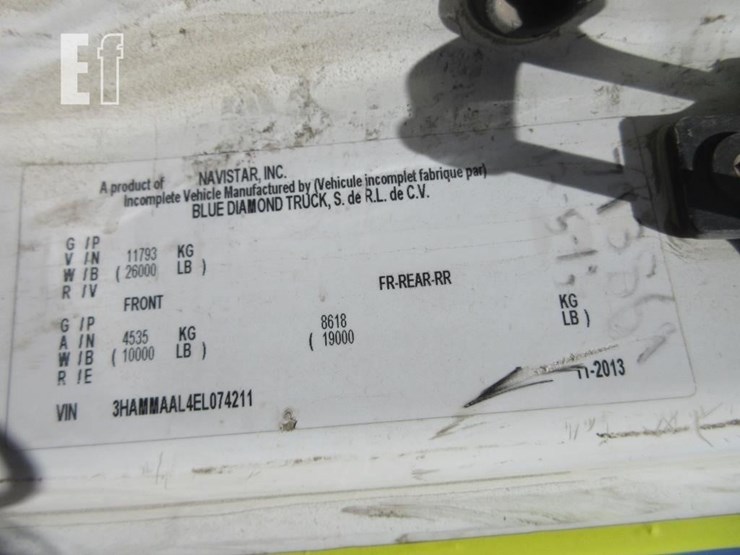 Ef
A product of NAVISTAR, INC.
Incomplete Vehicle Manufactured by (Vehicule incomplet fabrique par)
BLUE DIAMOND TRUCK, S. de R.L. de C.V.
G /P
V /N 11793 KG
W /B ( 26000 LB )
R /V
FRONT FR-REAR-RR
G /P
A /N 4535 KG 8618 KG
W /B ( 10000 LB ) ( 19000 LB )
R /E
VIN 3HAMMAAL4EL074211 11-2013